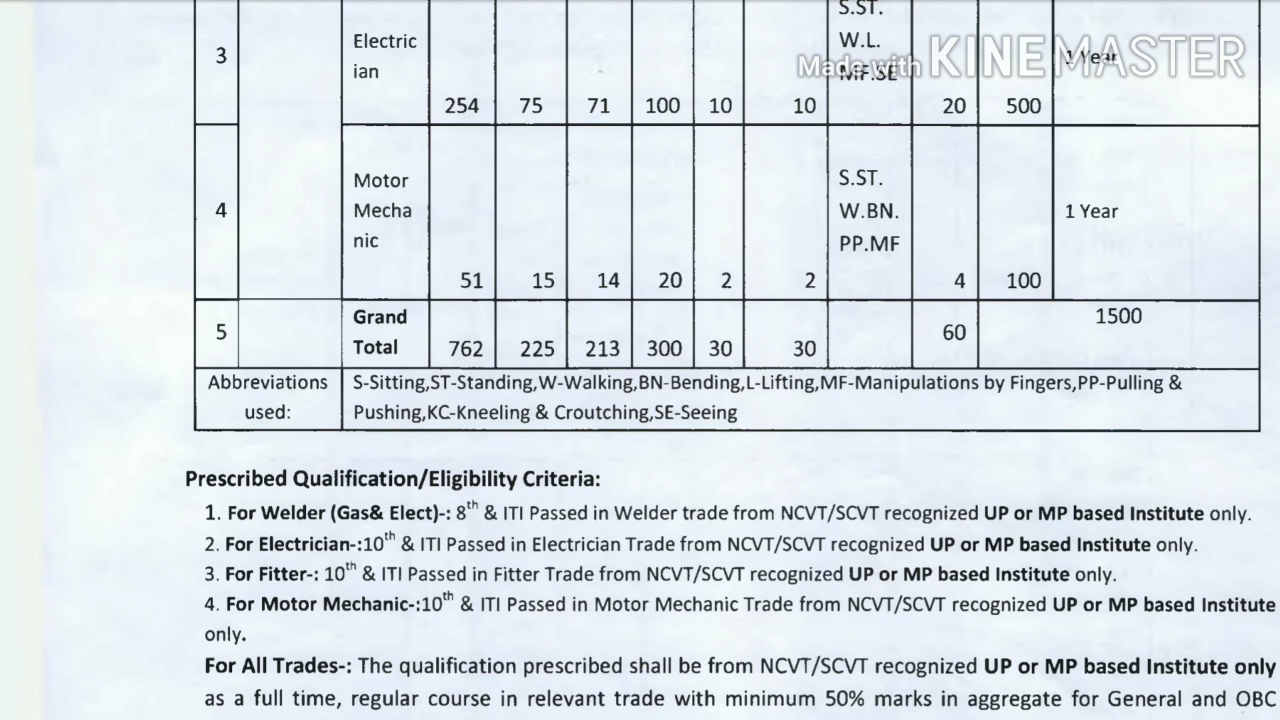 S.ST.
3 Electric W.L. 1 Year
ian MF.SE
Made with KINEMASTER
254 75 71 100 10 10 20 500
Motor S.ST.
4 Mecha W.BN. 1 Year
nic PP.MF
51 15 14 20 2 2 4 100
5 Grand 1500
Total 762 225 213 300 30 30 60
Abbreviations S-Sitting,ST-Standing,W-Walking,BN-Bending,L-Lifting,MF-Manipulations by Fingers,PP-Pulling &
used: Pushing,KC-Kneeling & Croutching,SE-Seeing
Prescribed Qualification/Eligibility Criteria:
1. For Welder (Gas& Elect)-: 8th & ITI Passed in Welder trade from NCVT/SCVT recognized UP or MP based Institute only.
2. For Electrician-:10th & ITI Passed in Electrician Trade from NCVT/SCVT recognized UP or MP based Institute only.
3. For Fitter-: 10th & ITI Passed in Fitter Trade from NCVT/SCVT recognized UP or MP based Institute only.
4. For Motor Mechanic-:10th & ITI Passed in Motor Mechanic Trade from NCVT/SCVT recognized UP or MP based Institute
only.
For All Trades-: The qualification prescribed shall be from NCVT/SCVT recognized UP or MP based Institute only
as a full time, regular course in relevant trade with minimum 50% marks in aggregate for General and OBC